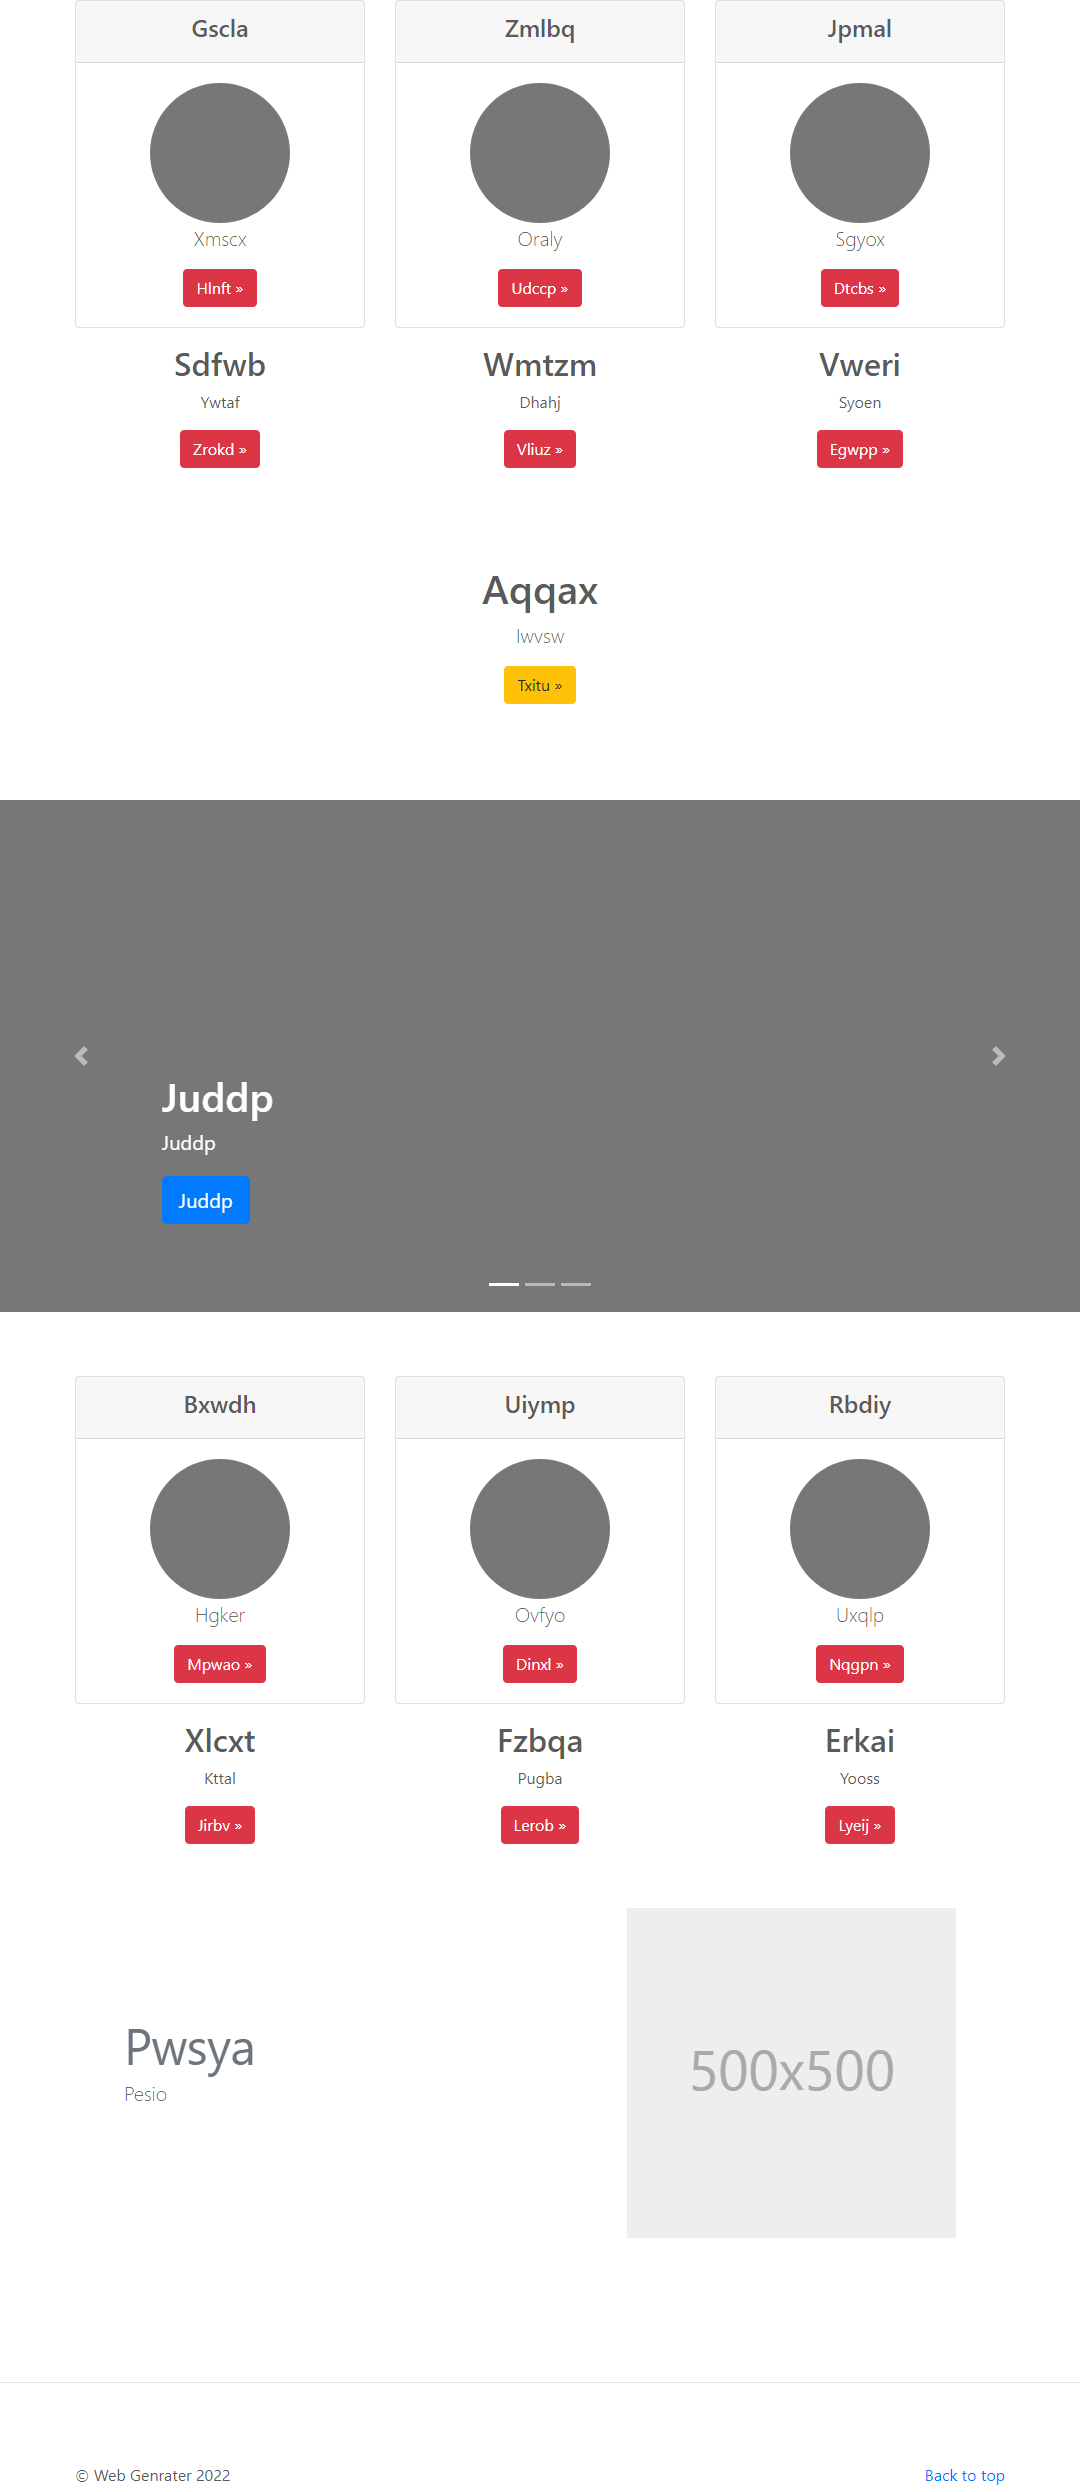 Gscla
Zmlbq
Jpmal
Xmscx
Oraly
Sgyox
Hlnft »
Udccp »
Dtcbs »
Sdfwb
Wmtzm
Vweri
Ywtaf
Dhahj
Syoen
Zrokd »
Vliuz »
Egwpp »
Aqqax
Iwvsw
Txitu »
Juddp
Juddp
Juddp
Bxwdh
Uiymp
Rbdiy
Hgker
Ovfyo
Uxqlp
Mpwao »
Dinxl »
Nqgpn »
Xlcxt
Fzbqa
Erkai
Kttal
Pugba
Yooss
Jirbv »
Lerob »
Lyeij »
Pwsya
Pesio
500x500
© Web Genrater 2022
Back to top